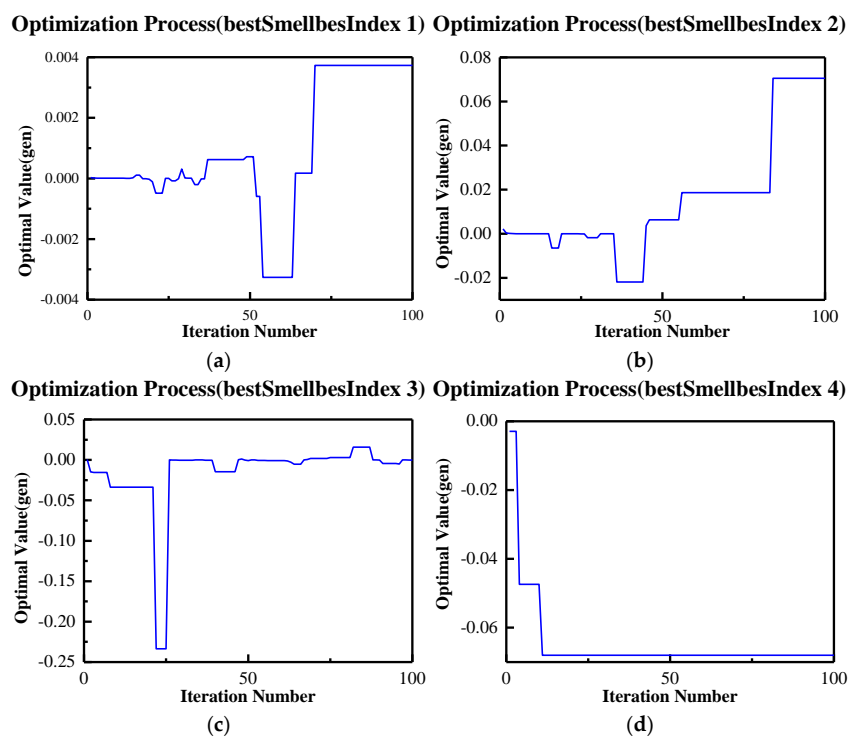 Optimization Process(bestSmellbesIndex 1) Optimization Process(bestSmellbesIndex 2)
0.004
0.002
0.000
-0.002
-0.004
Optimal Value(gen)
0 50 100
Iteration Number
(a)
0.08
0.06
0.04
0.02
0.00
-0.02
Optimal Value(gen)
0 50 100
Iteration Number
(b)
Optimization Process(bestSmellbesIndex 3) Optimization Process(bestSmellbesIndex 4)
0.05
0.00
-0.05
-0.10
-0.15
-0.20
-0.25
Optimal Value(gen)
0 50 100
Iteration Number
(c)
0.00
-0.02
-0.04
-0.06
Optimal Value(gen)
0 50 100
Iteration Number
(d)